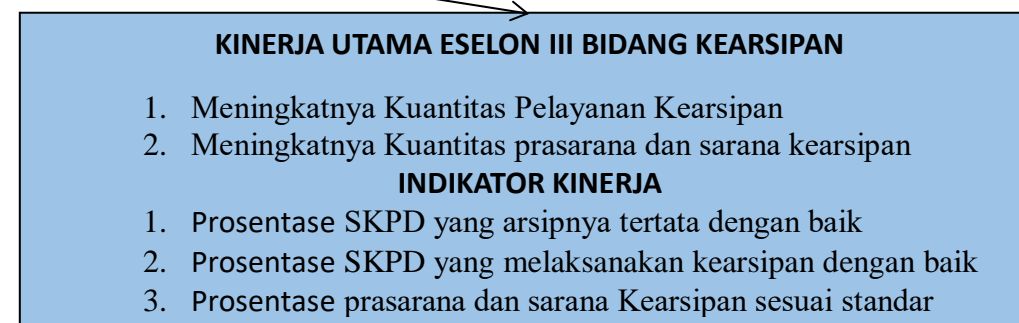 KINERJA UTAMA ESELON III BIDANG KEARSIPAN
1. Meningkatnya Kuantitas Pelayanan Kearsipan
2. Meningkatnya Kuantitas prasarana dan sarana kearsipan
INDIKATOR KINERJA
1. Prosentase SKPD yang arsipnya tertata dengan baik
2. Prosentase SKPD yang melaksanakan kearsipan dengan baik
3. Prosentase prasarana dan sarana Kearsipan sesuai standar